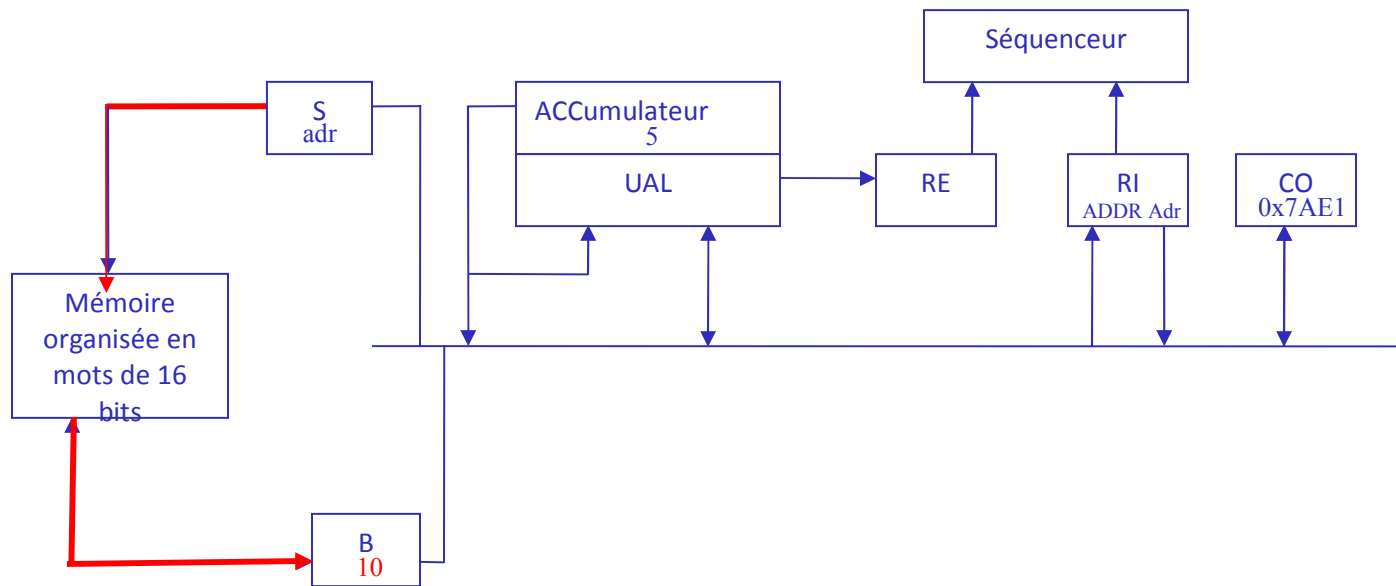 Séquenceur
S
adr
ACCumulateur
5
UAL
RE
RI
ADDR Adr
CO
0x7AE1
Mémoire
organisée en
mots de 16
bits
B
10